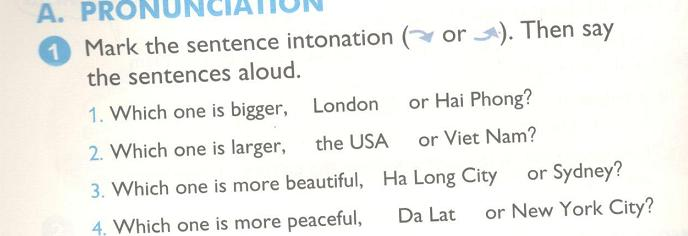 A. PRONUNCIATION
1 Mark the sentence intonation (↘ or ↗). Then say
the sentences aloud.
1. Which one is bigger, London or Hai Phong?
2. Which one is larger, the USA or Viet Nam?
3. Which one is more beautiful, Ha Long City or Sydney?
4. Which one is more peaceful, Da Lat or New York City?